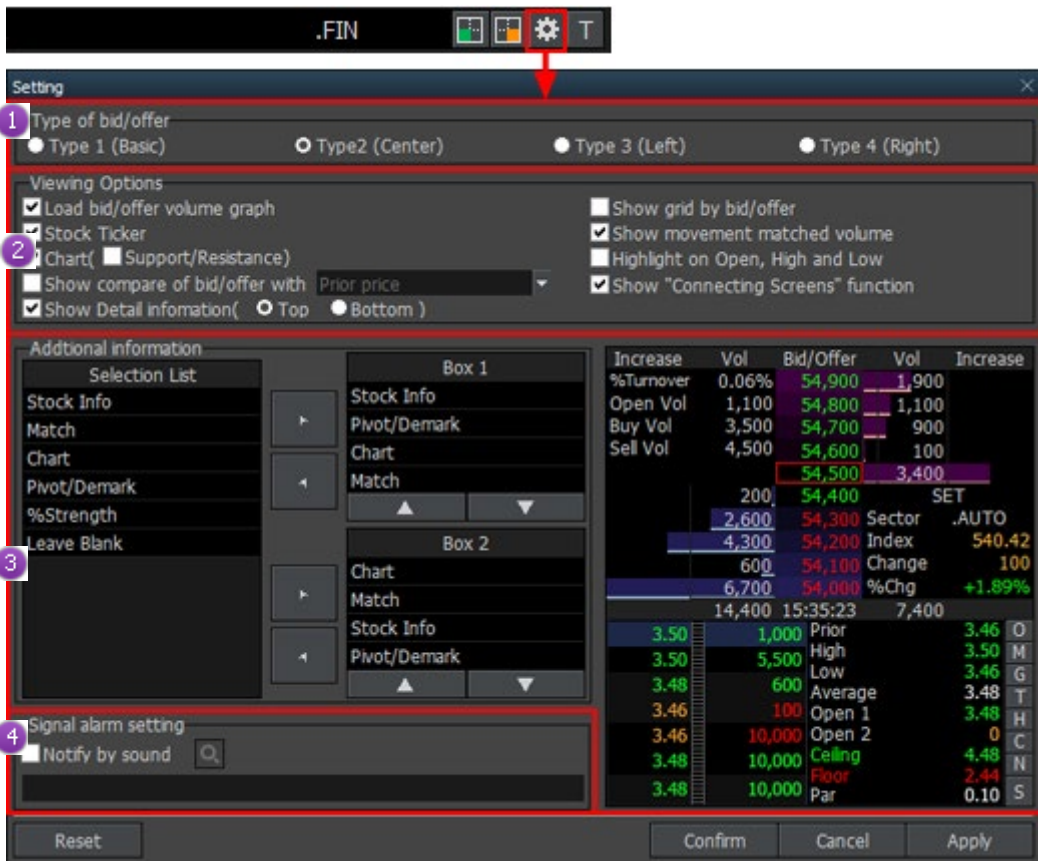 .FIN
T
Setting
1
Type of bid/offer
Type 1 (Basic)
Type2 (Center)
Type 3 (Left)
Type 4 (Right)
2
Viewing Options
Load bid/offer volume graph
Stock Ticker
Chart( Support/Resistance)
Show compare of bid/offer with Prior price
Show Detail infomation( Top Bottom )
Show grid by bid/offer
Show movement matched volume
Highlight on Open, High and Low
Show "Connecting Screens" function
3
Addtional information
Selection List
Stock Info
Match
Chart
Pivot/Demark
%Strength
Leave Blank
Box 1
Stock Info
Pivot/Demark
Chart
Match
Box 2
Chart
Match
Stock Info
Pivot/Demark
Increase Vol Bid/Offer Vol Increase
%Turnover 0.06% 54,900 1,900
Open Vol 1,100 54,800 1,100
Buy Vol 3,500 54,700 900
Sell Vol 4,500 54,600 100
54,500 3,400
200 54,400 SET
2,600 54,300 Sector .AUTO
4,300 54,200 Index 540.42
600 54,100 Change 100
6,700 54,000 %Chg +1.89%
14,400 15:35:23 7,400
3.50 1,000 Prior 3.46 O
3.50 5,500 High 3.50 M
3.48 600 Low 3.46 G
Average 3.48 T
3.46 100 Open 1 3.48 H
3.46 10,000 Open 2 0 C
3.48 10,000 Ceiling 4.48 N
Floor 2.44
3.48 10,000 Par 0.10 S
4
Signal alarm setting
Notify by sound
Reset
Confirm
Cancel
Apply